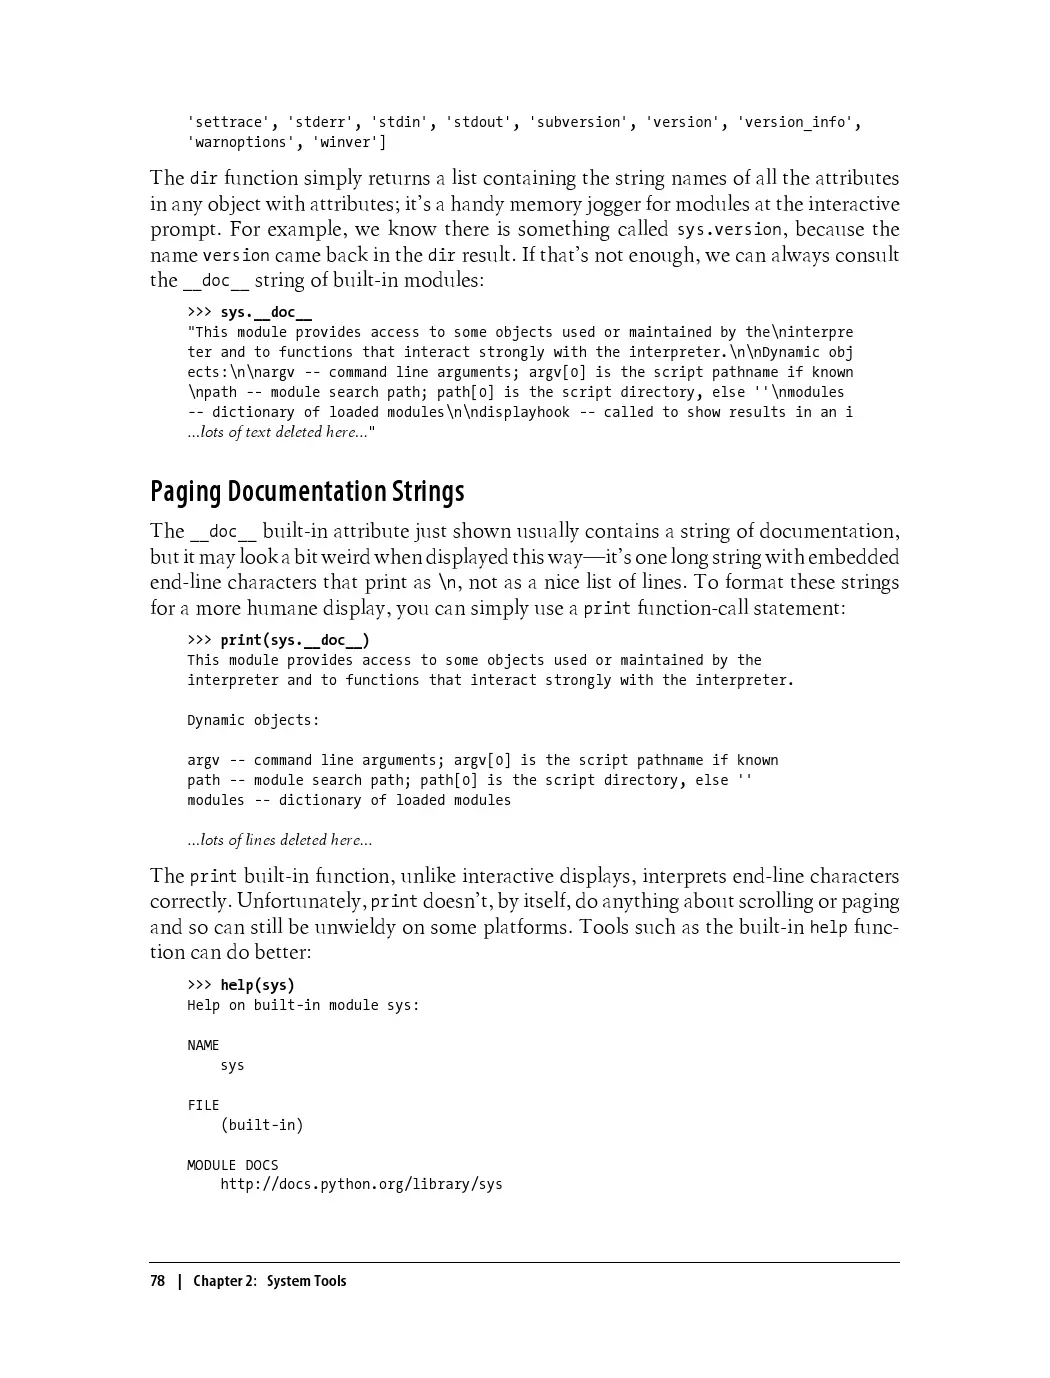 'settrace', 'stderr', 'stdin', 'stdout', 'subversion', 'version', 'version_info',
'warnoptions', 'winver']
The dir function simply returns a list containing the string names of all the attributes
in any object with attributes; it’s a handy memory jogger for modules at the interactive
prompt. For example, we know there is something called sys.version, because the
name version came back in the dir result. If that’s not enough, we can always consult
the __doc__ string of built-in modules:
>>> sys.__doc__
"This module provides access to some objects used or maintained by the\ninterpre
ter and to functions that interact strongly with the interpreter.\n\nDynamic obj
ects:\n\nargv -- command line arguments; argv[0] is the script pathname if known
\npath -- module search path; path[0] is the script directory, else ''\nmodules
-- dictionary of loaded modules\n\ndisplayhook -- called to show results in an i
...lots of text deleted here..."
Paging Documentation Strings
The __doc__ built-in attribute just shown usually contains a string of documentation,
but it may look a bit weird when displayed this way—it’s one long string with embedded
end-line characters that print as \n, not as a nice list of lines. To format these strings
for a more humane display, you can simply use a print function-call statement:
>>> print(sys.__doc__)
This module provides access to some objects used or maintained by the
interpreter and to functions that interact strongly with the interpreter.
Dynamic objects:
argv -- command line arguments; argv[0] is the script pathname if known
path -- module search path; path[0] is the script directory, else ''
modules -- dictionary of loaded modules
...lots of lines deleted here...
The print built-in function, unlike interactive displays, interprets end-line characters
correctly. Unfortunately, print doesn’t, by itself, do anything about scrolling or paging
and so can still be unwieldy on some platforms. Tools such as the built-in help func-
tion can do better:
>>> help(sys)
Help on built-in module sys:
NAME
    sys
FILE
    (built-in)
MODULE DOCS
    http://docs.python.org/library/sys
78 | Chapter 2: System Tools